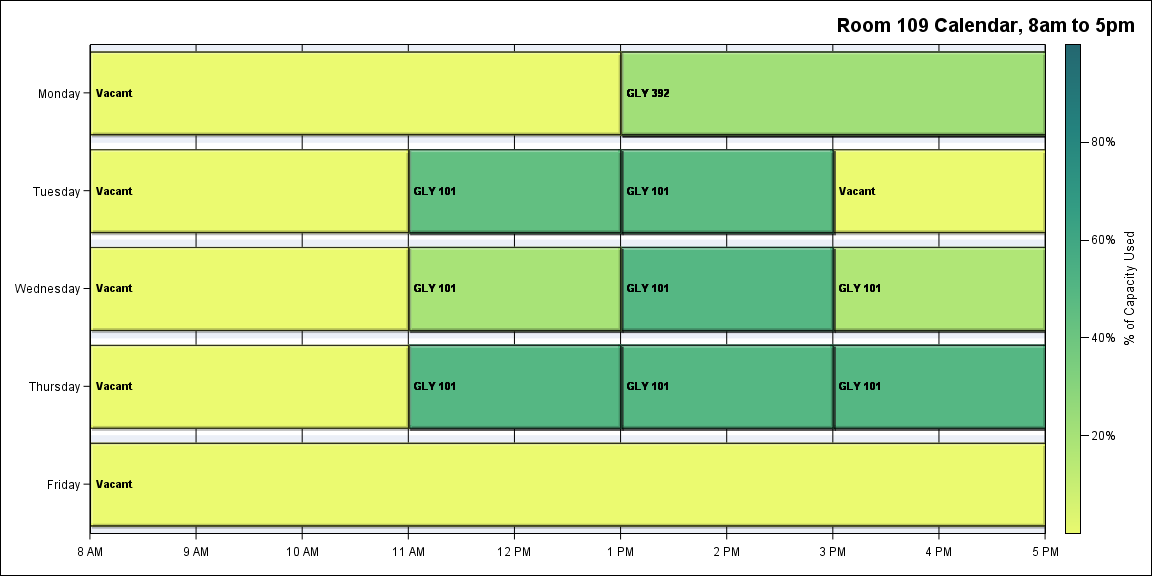 Room 109 Calendar, 8am to 5pm
Monday
Vacant
GLY 392
Tuesday
Vacant
GLY 101
GLY 101
Vacant
Wednesday
Vacant
GLY 101
GLY 101
GLY 101
Thursday
Vacant
GLY 101
GLY 101
GLY 101
Friday
Vacant
8 AM
9 AM
10 AM
11 AM
12 PM
1 PM
2 PM
3 PM
4 PM
5 PM
80%
60%
40%
20%
% of Capacity Used